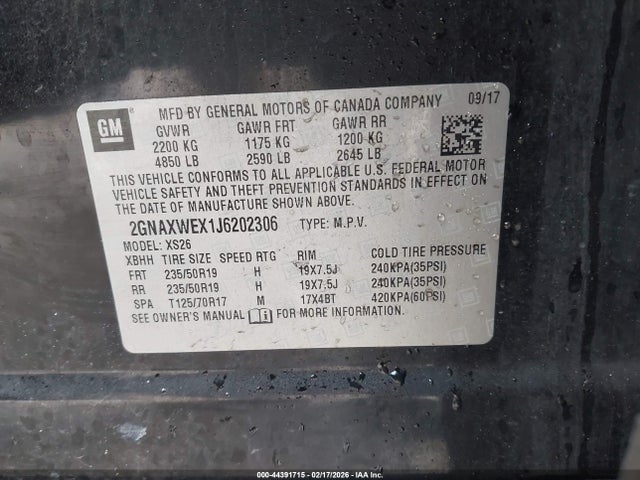 GM
MFD BY GENERAL MOTORS OF CANADA COMPANY 09/17
GVWR GAWR FRT GAWR RR
2200 KG 1175 KG 1200 KG
4850 LB 2590 LB 2645 LB
THIS VEHICLE CONFORMS TO ALL APPLICABLE U.S. FEDERAL MOTOR
VEHICLE SAFETY AND THEFT PREVENTION STANDARDS IN EFFECT ON
THE DATE OF MANUFACTURE SHOWN ABOVE.
2GNAXWEX1J6202306 TYPE: M.P.V.
MODEL: XS26
XBHH TIRE SIZE SPEED RTG RIM COLD TIRE PRESSURE
FRT 235/50R19 H 19X7.5J 240KPA(35PSI)
RR 235/50R19 H 19X7.5J 240KPA(35PSI)
SPA T125/70R17 M 17X4BT 420KPA(60PSI)
SEE OWNER'S MANUAL FOR MORE INFORMATION.
000-44391715 - 02/17/2026 - IAA Inc.